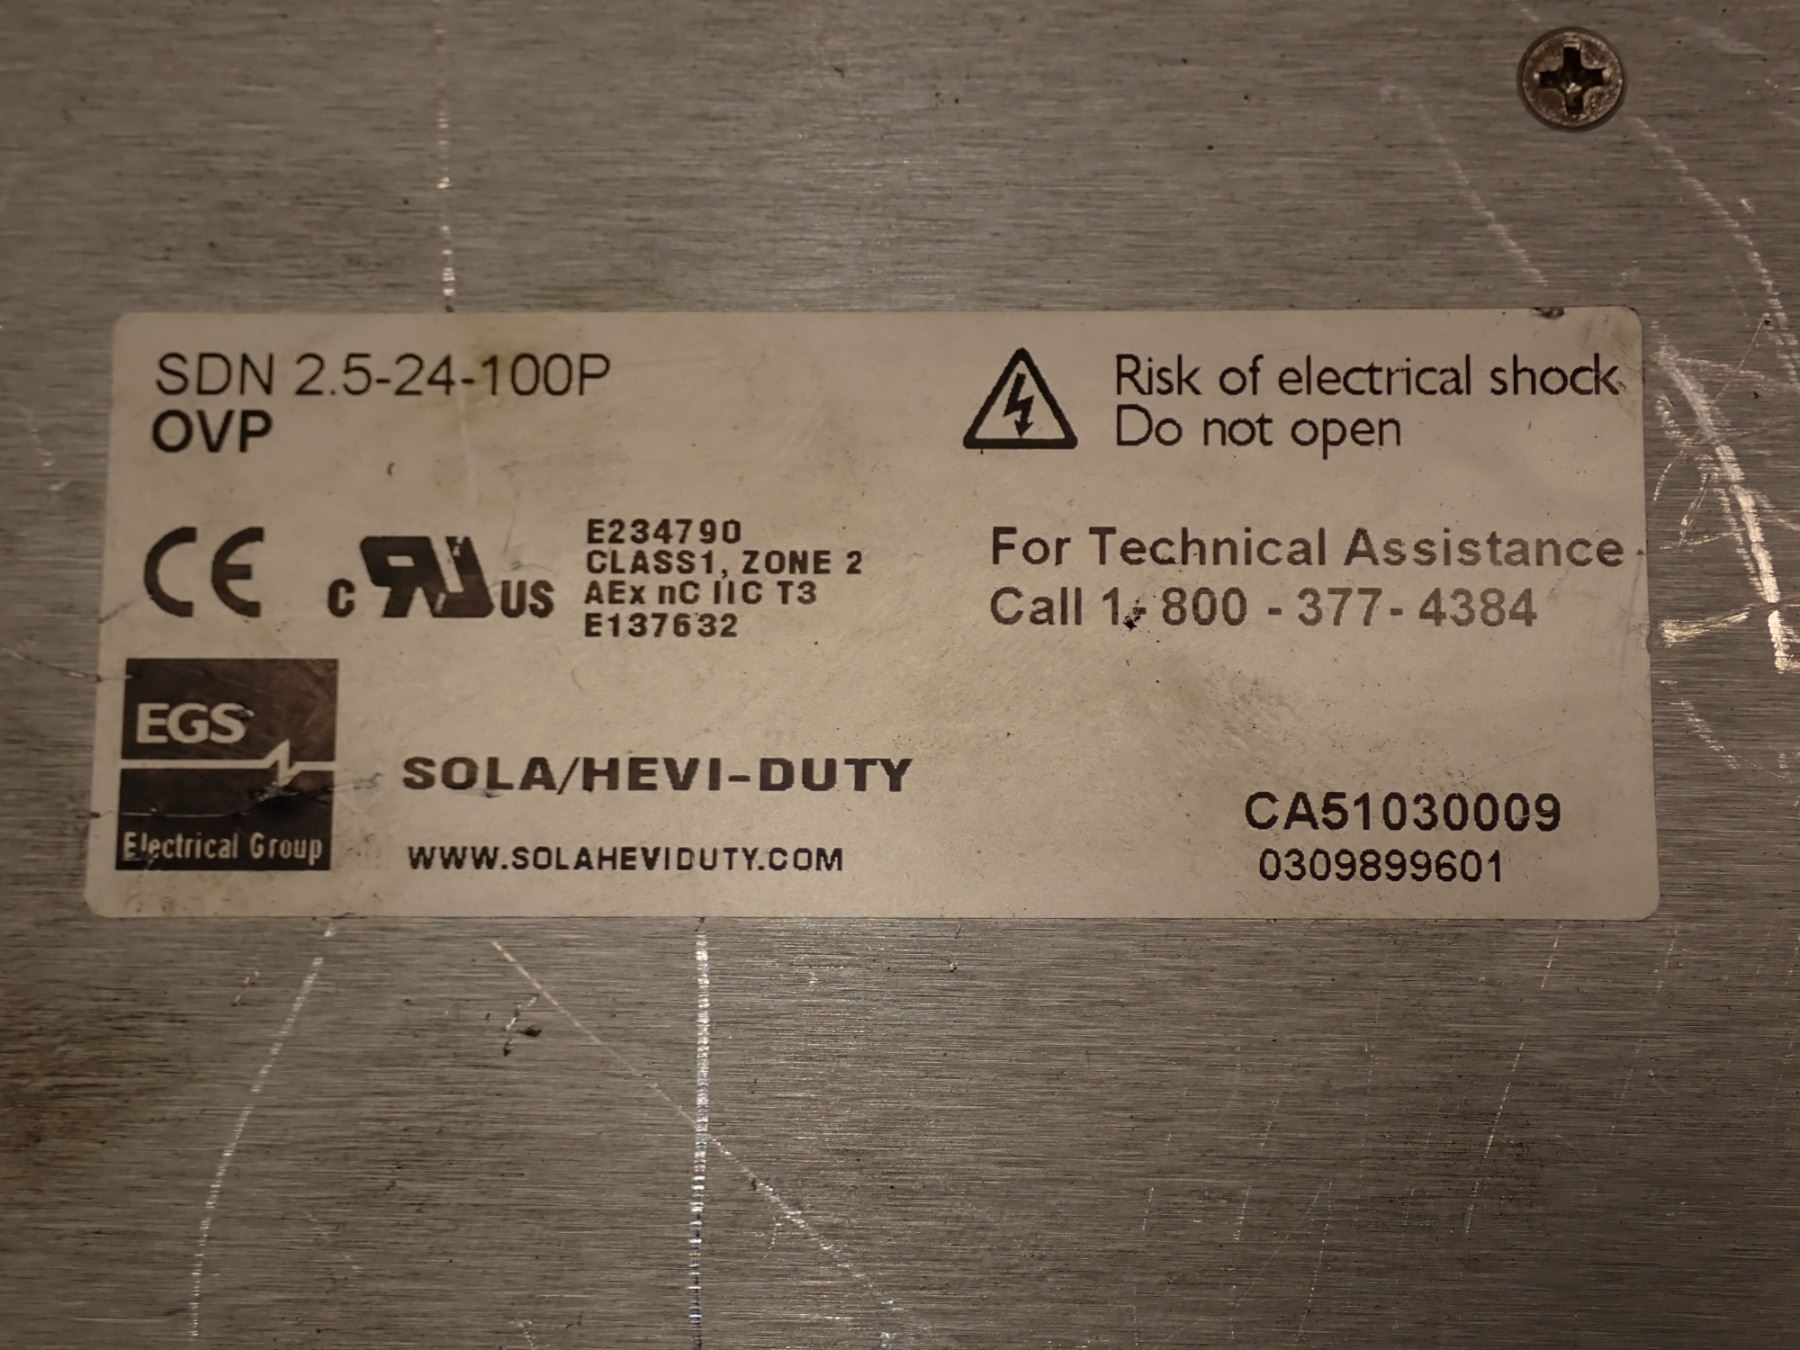 SDN 2.5-24-100P
OVP
Risk of electrical shock
Do not open
CE
c RU US
E234790
CLASS1, ZONE 2
AEx nC IIC T3
E137632
For Technical Assistance
Call 1-800-377-4384
EGS
Electrical Group
SOLA/HEVI-DUTY
WWW.SOLAHEVIDUTY.COM
CA51030009
0309899601